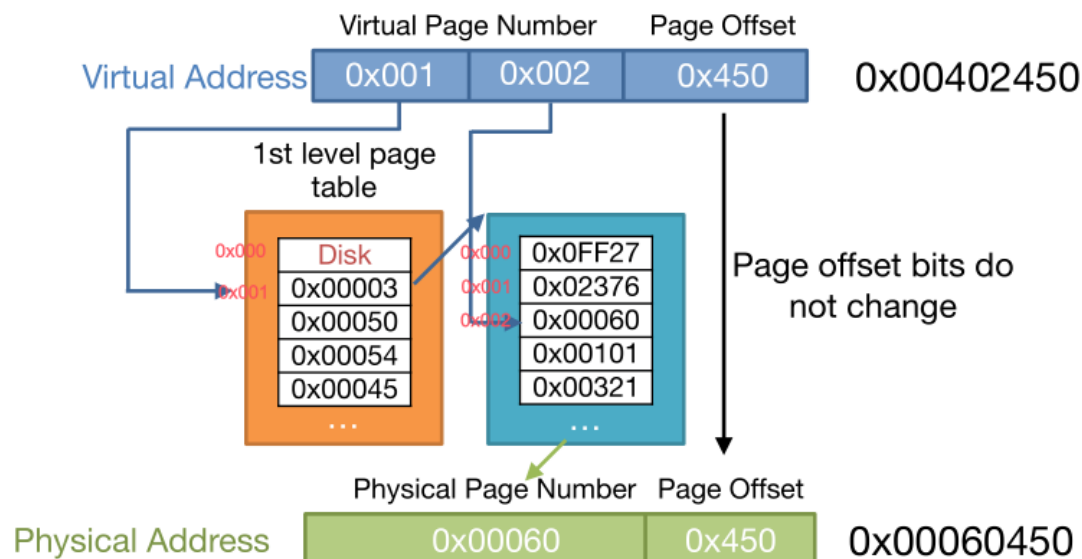 Virtual Page Number Page Offset
Virtual Address 0x001 0x002 0x450 0x00402450
1st level page
table
0x000 Disk 0x000 0x0FF27
0x001 0x00003 0x001 0x02376
0x00050 0x002 0x00060
0x00054 0x00101
0x00045 0x00321
... ...
Page offset bits do
not change
Physical Page Number Page Offset
Physical Address 0x00060 0x450 0x00060450